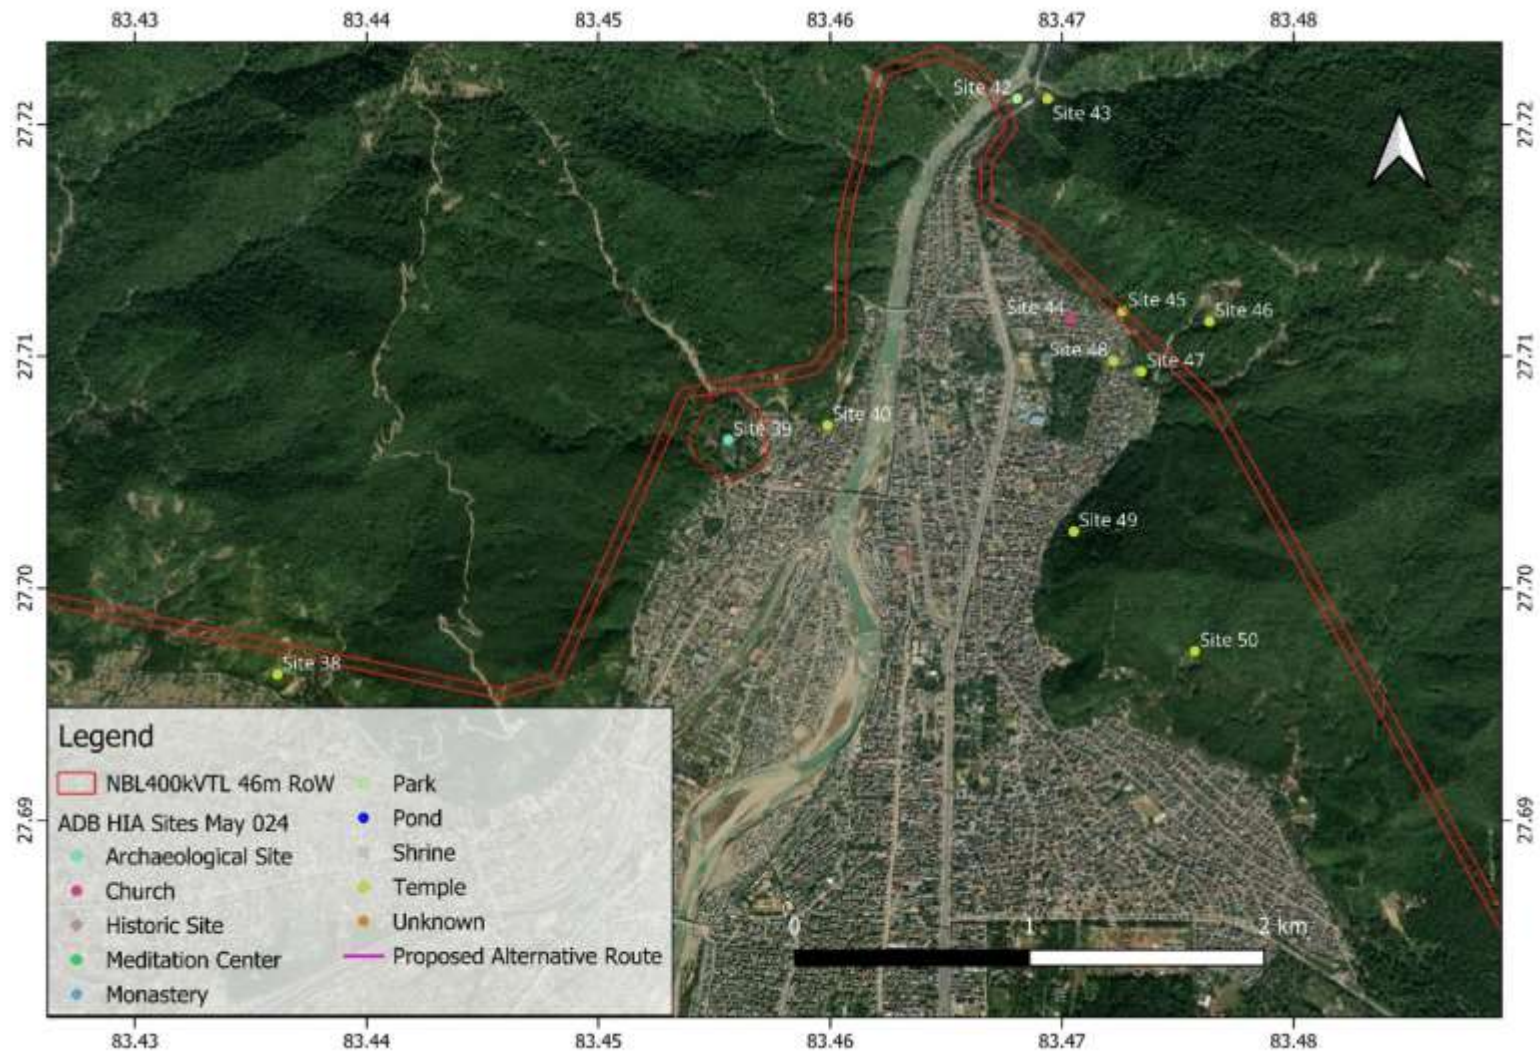 83.43 83.44 83.45 83.46 83.47 83.48
Site 42
Site 43
27.72 27.72
Site 45
Site 44 Site 46
27.71 27.71
Site 48 Site 47
Site 39 Site 40
Site 49
27.70 27.70
Site 50
Site 38
Legend
NBL400kVTL 46m RoW
ADB HIA Sites May 024
Archaeological Site
Church
Historic Site
Meditation Center
Monastery
Park
Pond
Shrine
Temple
Unknown
Proposed Alternative Route
27.69 27.69
0 1 2 km
83.43 83.44 83.45 83.46 83.47 83.48